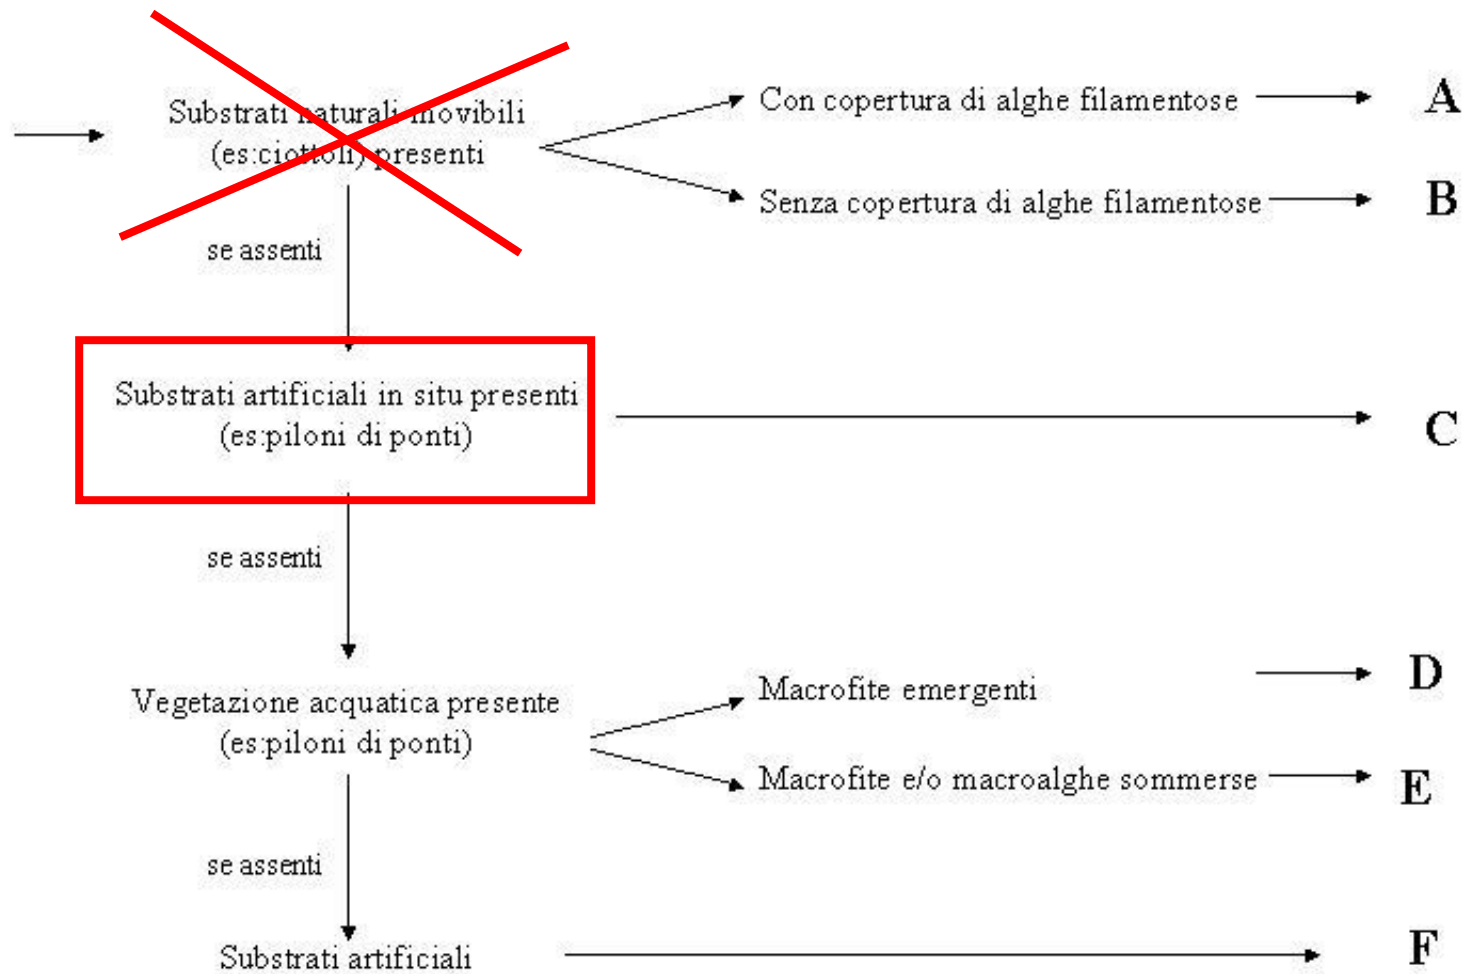 Substrati naturali movibili
(es:ciottoli) presenti
Con copertura di alghe filamentose
A
Senza copertura di alghe filamentose
B
se assenti
Substrati artificiali in situ presenti
(es:piloni di ponti)
C
se assenti
Vegetazione acquatica presente
(es:piloni di ponti)
Macrofite emergenti
D
Macrofite e/o macroalghe sommerse
E
se assenti
Substrati artificiali
F